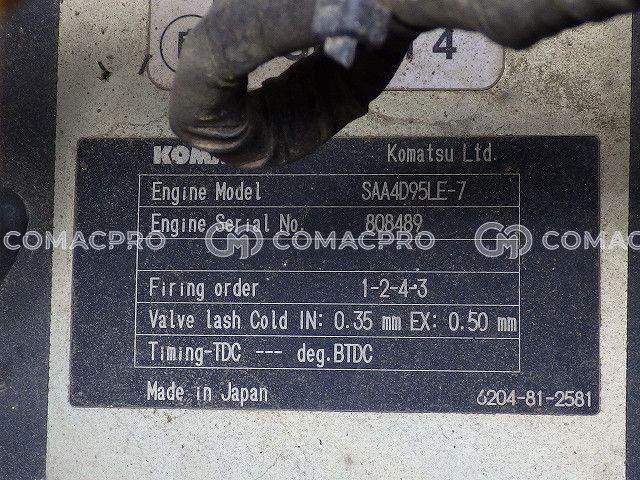 Komatsu Ltd.
Engine Model SAA4D95LE-7
Engine Serial No. 808489
COMACPRO COMACPRO
Firing order 1-2-4-3
Valve lash Cold IN: 0.35 mm EX: 0.50 mm
Timing-TDC --- deg.BTDC
Made in Japan 6204-81-2581